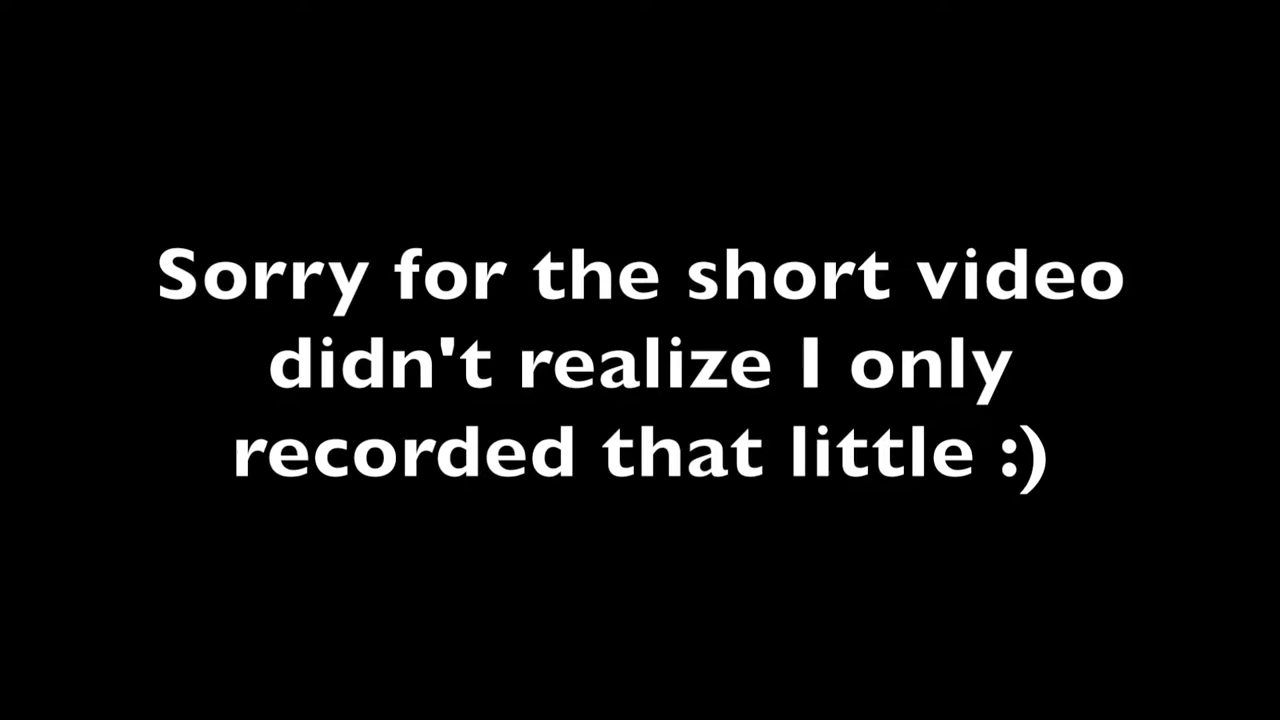 Sorry for the short video
didn't realize I only
recorded that little :)